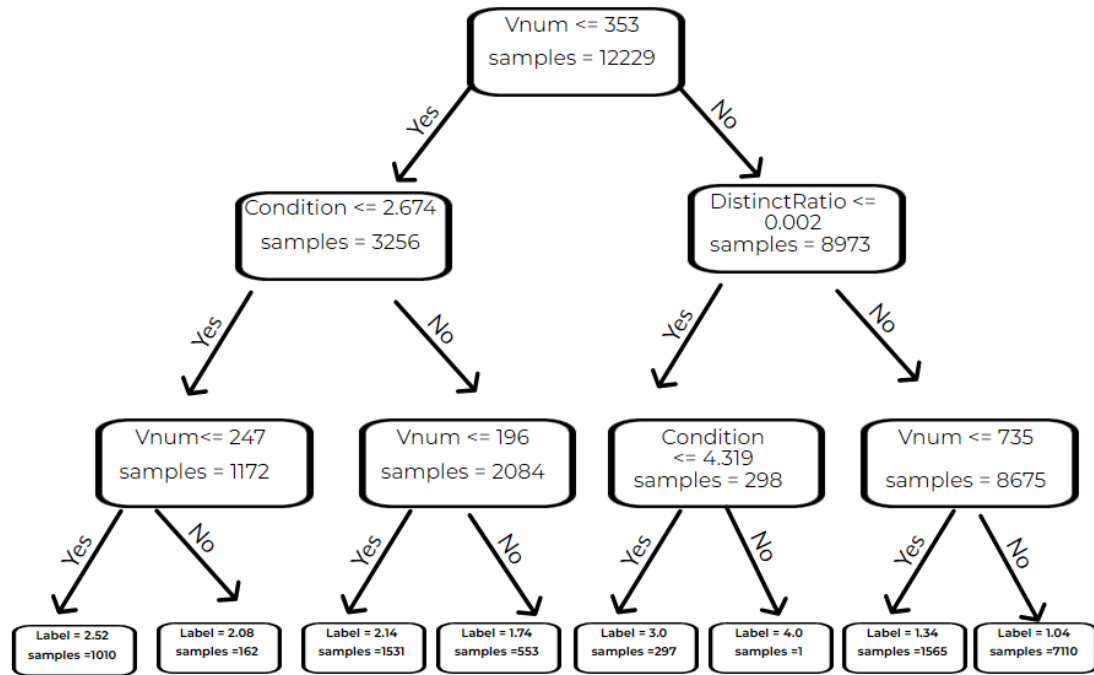 Vnum <= 353
samples = 12229
Yes
No
Condition <= 2.674
samples = 3256
DistinctRatio <=
0.002
samples = 8973
Yes
No
Yes
No
Vnum<= 247
samples = 1172
Vnum <= 196
samples = 2084
Condition
<= 4.319
samples = 298
Vnum <= 735
samples = 8675
Yes
No
Yes
No
Yes
No
Yes
No
Label = 2.52
samples =1010
Label = 2.08
samples =162
Label = 2.14
samples =1531
Label = 1.74
samples =553
Label = 3.0
samples =297
Label = 4.0
samples =1
Label = 1.34
samples =1565
Label = 1.04
samples =7110